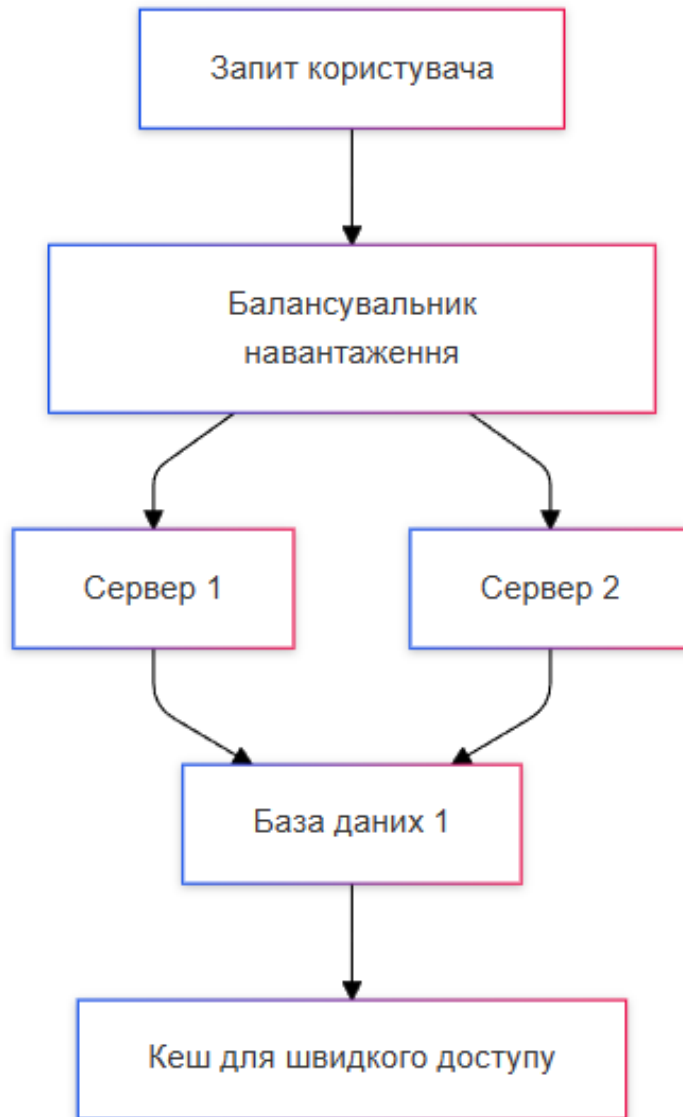 Запит користувача
Балансувальник
навантаження
Сервер 1
Сервер 2
База даних 1
Кеш для швидкого доступу